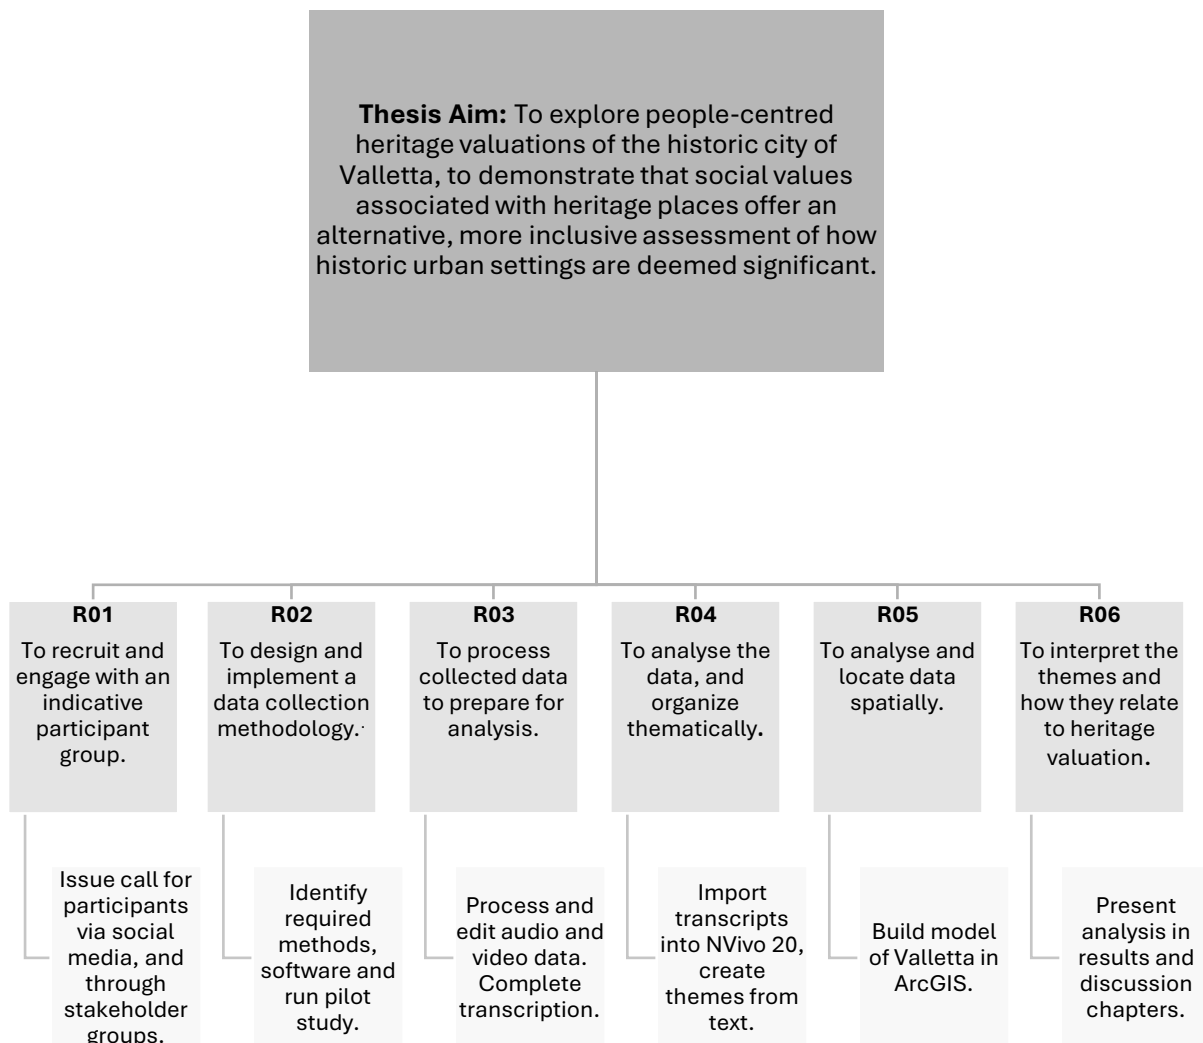 Thesis Aim: To explore people-centred
heritage valuations of the historic city of
Valletta, to demonstrate that social values
associated with heritage places offer an
alternative, more inclusive assessment of how
historic urban settings are deemed significant.
R01
To recruit and
engage with an
indicative
participant
group.
R02
To design and
implement a
data collection
methodology.
R03
To process
collected data
to prepare for
analysis.
R04
To analyse the
data, and
organize
thematically.
R05
To analyse and
locate data
spatially.
R06
To interpret the
themes and
how they relate
to heritage
valuation.
Issue call for
participants
via social
media, and
through
stakeholder
groups.
Identify
required
methods,
software and
run pilot
study.
Process and
edit audio and
video data.
Complete
transcription.
Import
transcripts
into NVivo 20,
create
themes from
text.
Build model
of Valletta in
ArcGIS.
Present
analysis in
results and
discussion
chapters.